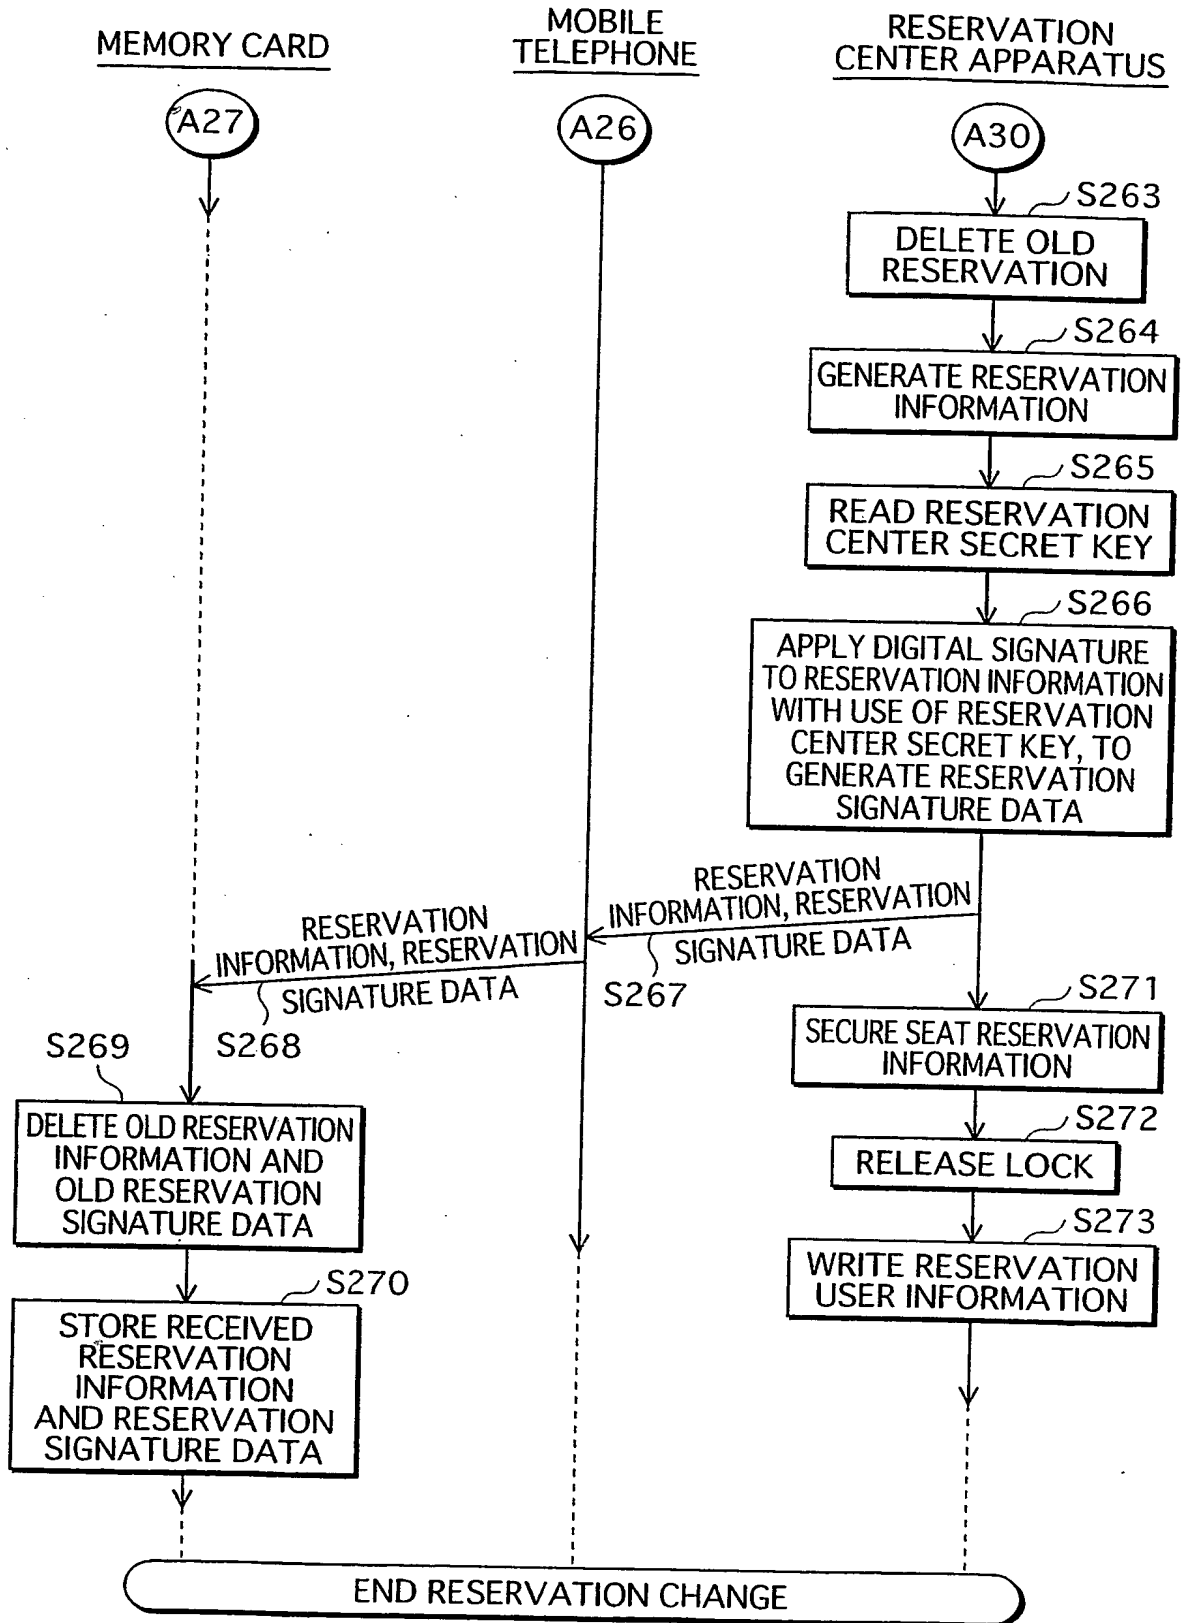 MEMORY CARD
MOBILE
TELEPHONE
RESERVATION
CENTER APPARATUS
A27
A26
A30
S263
DELETE OLD
RESERVATION
S264
GENERATE RESERVATION
INFORMATION
S265
READ RESERVATION
CENTER SECRET KEY
S266
APPLY DIGITAL SIGNATURE
TO RESERVATION INFORMATION
WITH USE OF RESERVATION
CENTER SECRET KEY, TO
GENERATE RESERVATION
SIGNATURE DATA
RESERVATION
INFORMATION, RESERVATION
SIGNATURE DATA
S267
RESERVATION
INFORMATION, RESERVATION
SIGNATURE DATA
S268
S271
SECURE SEAT RESERVATION
INFORMATION
S269
DELETE OLD RESERVATION
INFORMATION AND
OLD RESERVATION
SIGNATURE DATA
S272
RELEASE LOCK
S273
WRITE RESERVATION
USER INFORMATION
S270
STORE RECEIVED
RESERVATION
INFORMATION
AND RESERVATION
SIGNATURE DATA
END RESERVATION CHANGE